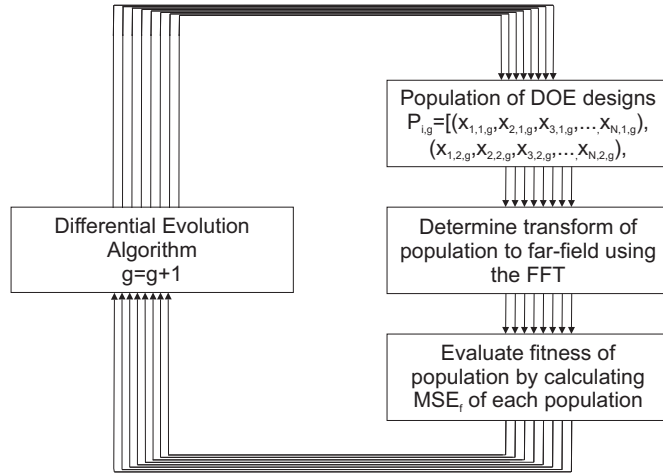 Population of DOE designs
P_{i,g}=[(x_{1,1,g},x_{2,1,g},x_{3,1,g},...,x_{N,1,g}),
(x_{1,2,g},x_{2,2,g},x_{3,2,g},...,x_{N,2,g}),
Differential Evolution
Algorithm
g=g+1
Determine transform of
population to far-field using
the FFT
Evaluate fitness of
population by calculating
MSE_f of each population